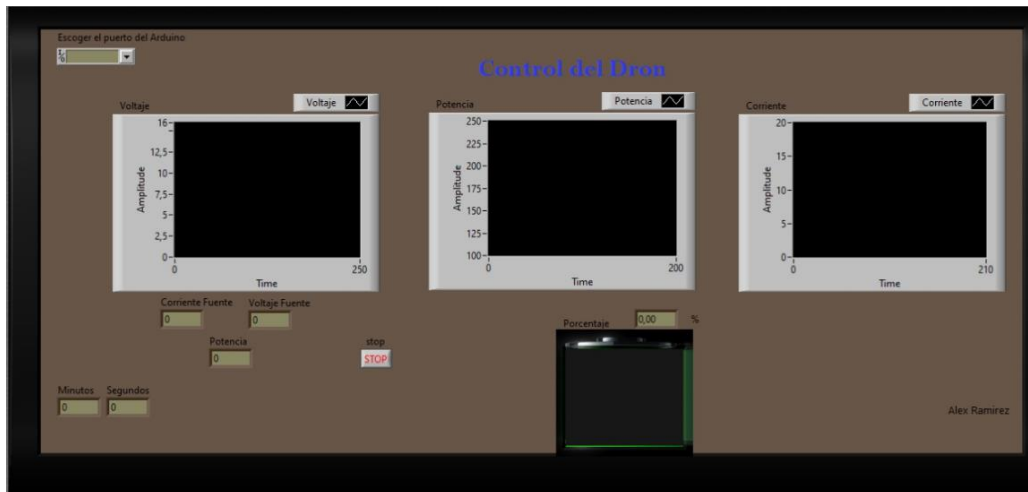 Escoger el puerto del Arduino
Control del Dron
Voltaje
Voltaje
16
12,5
10
7,5
5
2,5
0
Amplitude
0
250
Time
Potencia
Potencia
250
225
200
175
150
125
100
Amplitude
0
200
Time
Corriente
Corriente
20
15
10
5
0
Amplitude
0
210
Time
Corriente Fuente
0
Voltaje Fuente
0
Potencia
0
stop
STOP
Porcentaje
0,00 %
Minutos
0
Segundos
0
Alex Ramirez